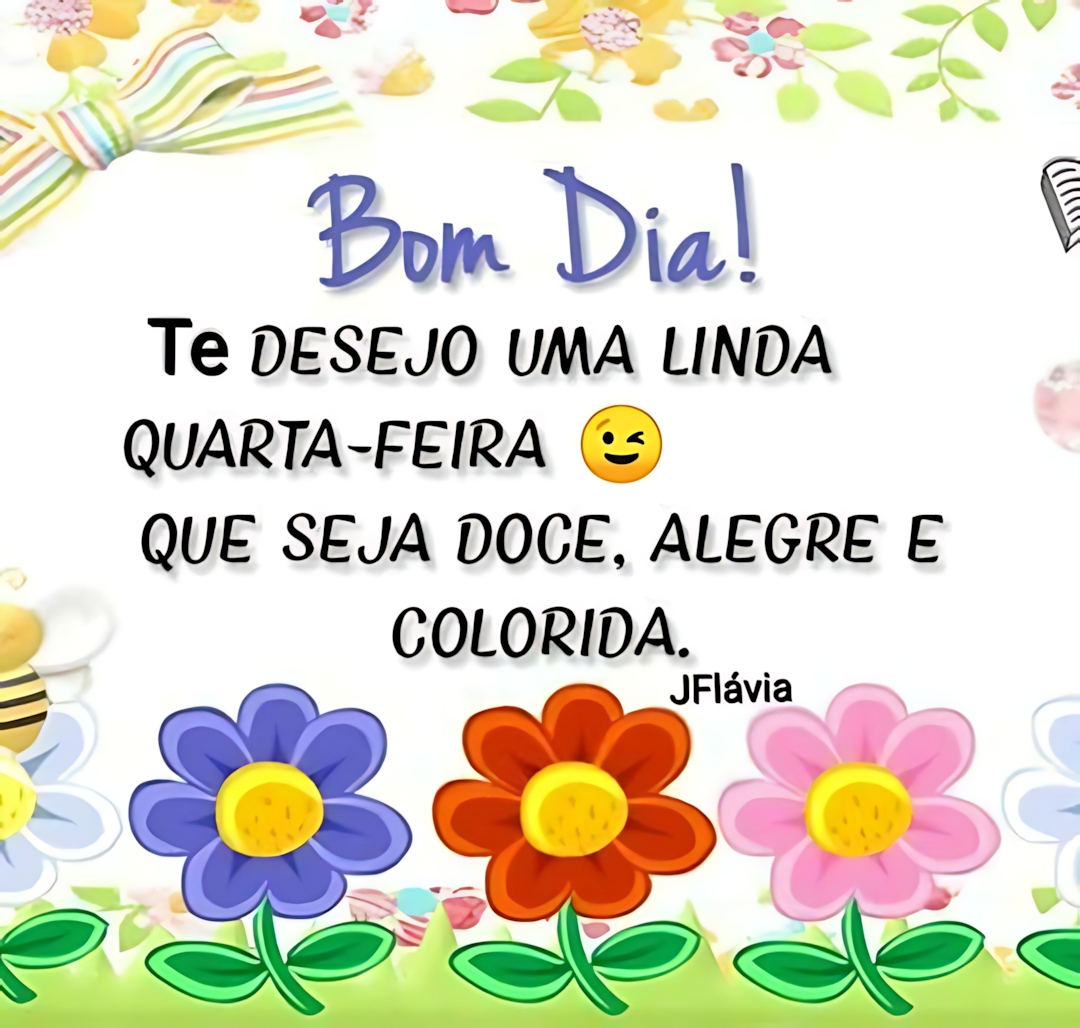 Bom Dia!
Te DESEJO UMA LINDA
QUARTA-FEIRA 😉
QUE SEJA DOCE, ALEGRE E
COLORIDA.
JFlávia